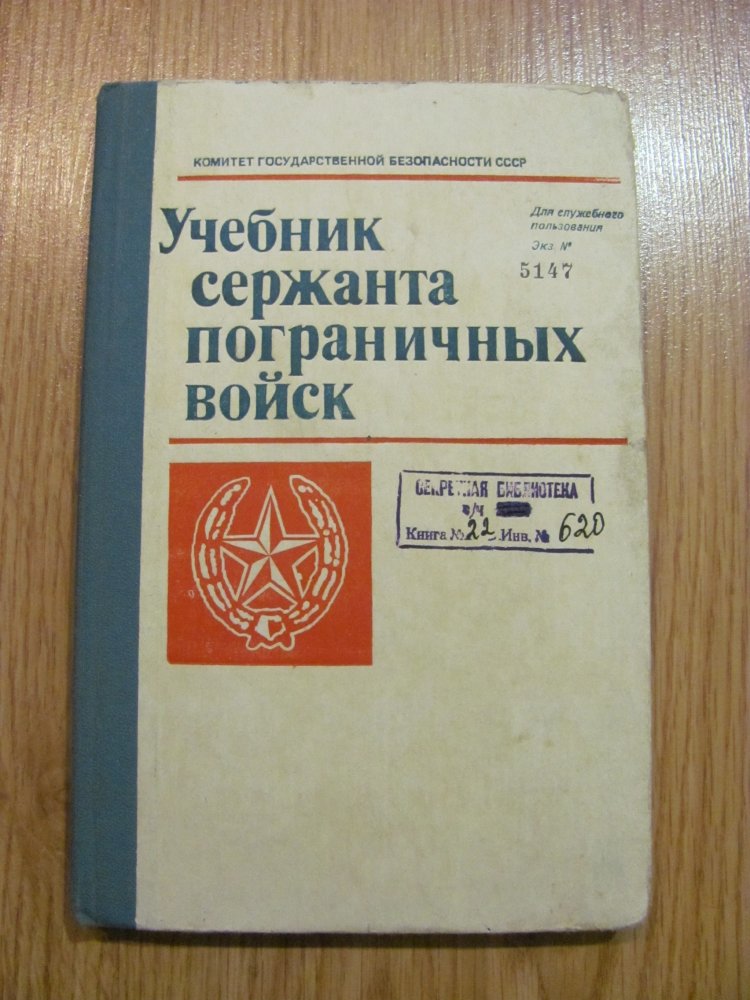 КОМИТЕТ ГОСУДАРСТВЕННОЙ БЕЗОПАСНОСТИ СССР
Для служебного
пользования
Экз. №
5147
Учебник
сержанта
пограничных
войск
СЕКРЕТНАЯ БИБЛИОТЕКА
в/ч
Книга № 22 Инв. № 620